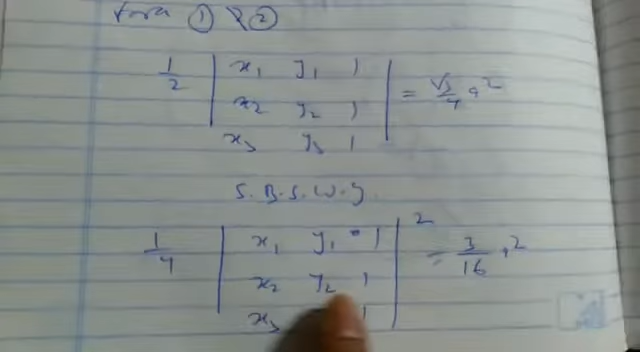 From ① & ②
1/2 | x₁ y₁ 1 | = √3/4 a²
| x₂ y₂ 1 |
x₃ y₃ 1
S.B.S.W.g.
1/4 | x₁ y₁ 1 |² = 3/16 a²
| x₂ y₂ 1 |
x₃ 1